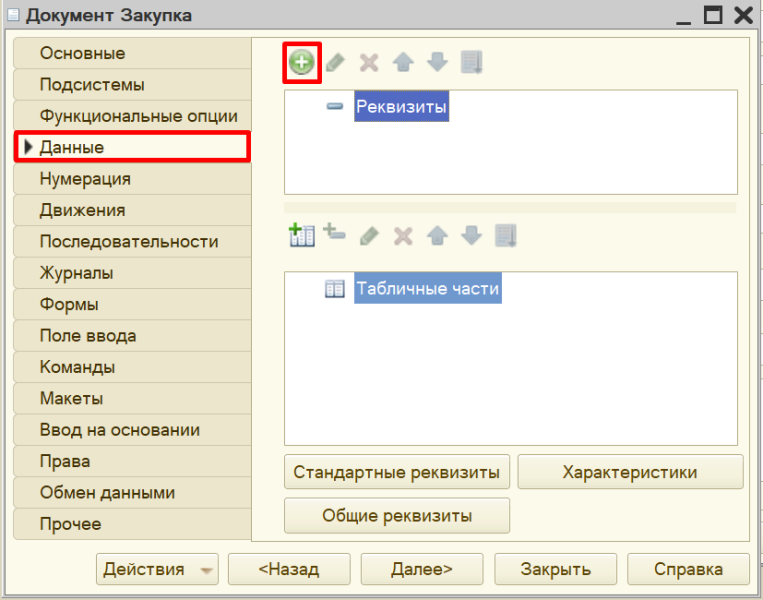 Документ Закупка
Основные
Подсистемы
Функциональные опции
Данные
Нумерация
Движения
Последовательности
Журналы
Формы
Поле ввода
Команды
Макеты
Ввод на основании
Права
Обмен данными
Прочее
Реквизиты
Табличные части
Стандартные реквизиты
Характеристики
Общие реквизиты
Действия
<Назад
Далее>
Закрыть
Справка